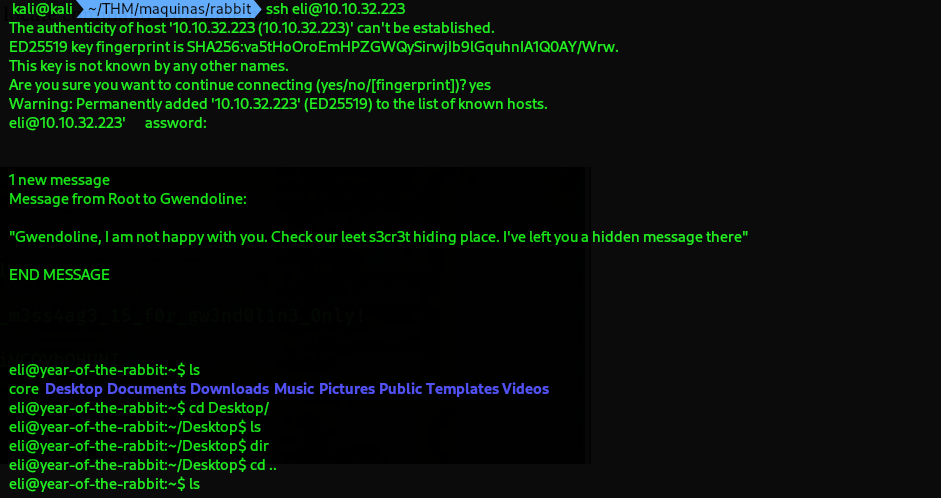 kali@kali ~/THM/maquinas/rabbit ssh eli@10.10.32.223
The authenticity of host '10.10.32.223 (10.10.32.223)' can't be established.
ED25519 key fingerprint is SHA256:va5tHoOroEmHPZGWQySirwjIb9lGquhnIA1Q0AY/Wrw.
This key is not known by any other names.
Are you sure you want to continue connecting (yes/no/[fingerprint])? yes
Warning: Permanently added '10.10.32.223' (ED25519) to the list of known hosts.
eli@10.10.32.223' assword:
1 new message
Message from Root to Gwendoline:
"Gwendoline, I am not happy with you. Check our leet s3cr3t hiding place. I've left you a hidden message there"
END MESSAGE
_m3ss4ag3_1$_f0r_gw3nd0l1n3_0nly!
eli@year-of-the-rabbit:~$ ls
core Desktop Documents Downloads Music Pictures Public Templates Videos
eli@year-of-the-rabbit:~$ cd Desktop/
eli@year-of-the-rabbit:~/Desktop$ ls
eli@year-of-the-rabbit:~/Desktop$ dir
eli@year-of-the-rabbit:~/Desktop$ cd ..
eli@year-of-the-rabbit:~$ ls